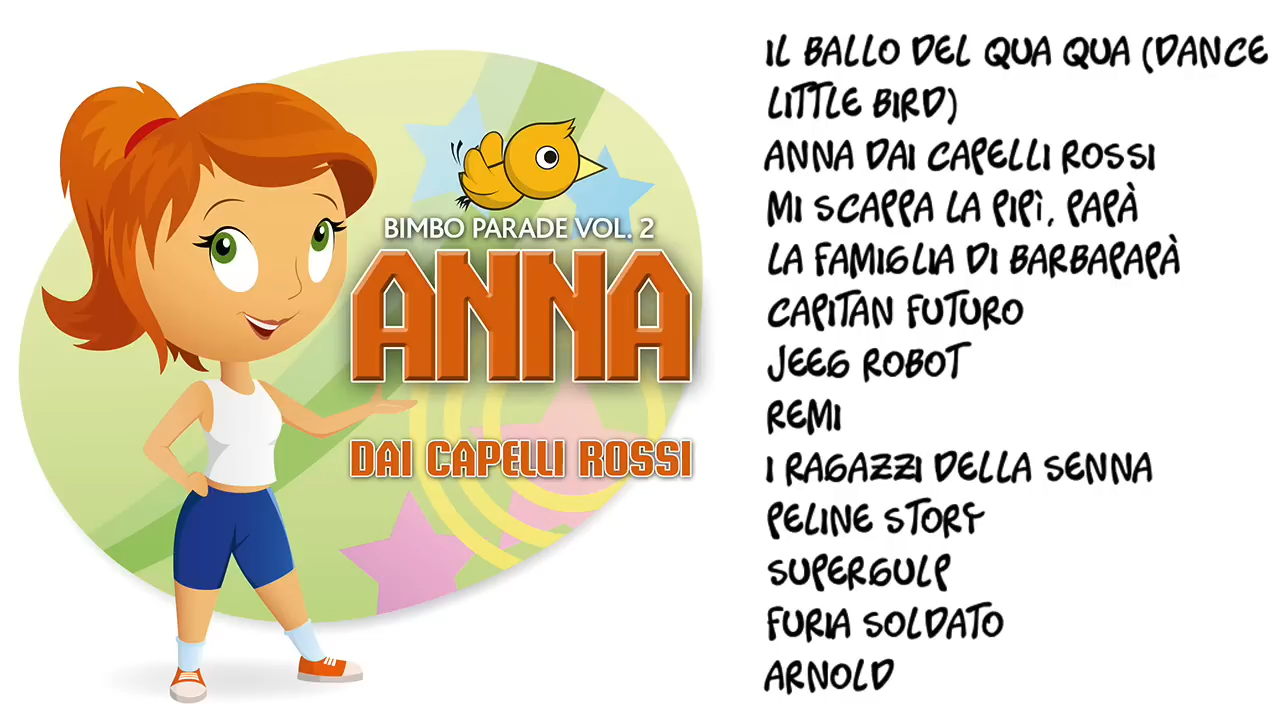 BIMBO PARADE VOL. 2
ANNA
DAI CAPELLI ROSSI
IL BALLO DEL QUA QUA (DANCE
LITTLE BIRD)
ANNA DAI CAPELLI ROSSI
MI SCAPPA LA PIPÌ, PAPÀ
LA FAMIGLIA DI BARBAPAPÀ
CAPITAN FUTURO
JEEG ROBOT
REMI
I RAGAZZI DELLA SENNA
PELINE STORY
SUPERGULP
FURIA SOLDATO
ARNOLD